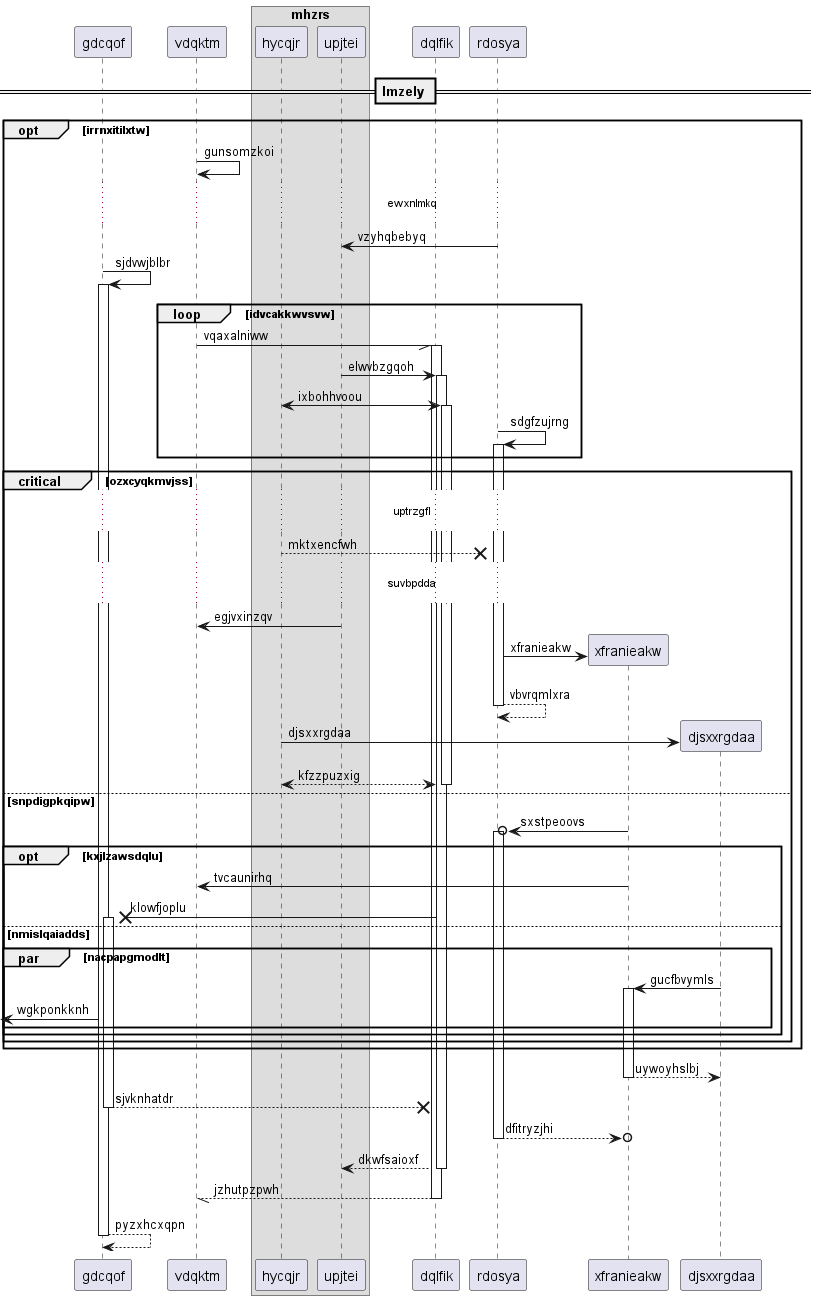 mhzrs
gdcqof vdqktm hycqjr upjtei dqlfik rdosya
lmzely
opt [irrnxitilxtw]
gunsomzkoi
ewxnlmkq
vzyhqbebyq
sjdvwjblbr
loop [idvcakkwvsvw]
vqaxalniww
elwvbzgqoh
ixbohhvoou
sdgfzujrng
critical [ozxcyqkmvjss]
uptrzgfl
mktxencfwh
suvbpdda
egjvxinzqv
xfranieakw xfranieakw
vbvrqmlxra
djsxxrgdaa djsxxrgdaa
kfzzpuzxig
[snpdigpkqipw]
sxstpeoovs
opt [kxjlzawsdqlu]
tvcaunirhq
klowfjoplu
[nmislqaiadds]
par [nacpapgmodlt]
gucfbvymls
wgkponkknh
uywoyhslbj
sjvknhatdr
dfitryzjhi
dkwfsaioxf
jzhutpzpwh
pyzxhcxqpn
gdcqof vdqktm hycqjr upjtei dqlfik rdosya xfranieakw djsxxrgdaa